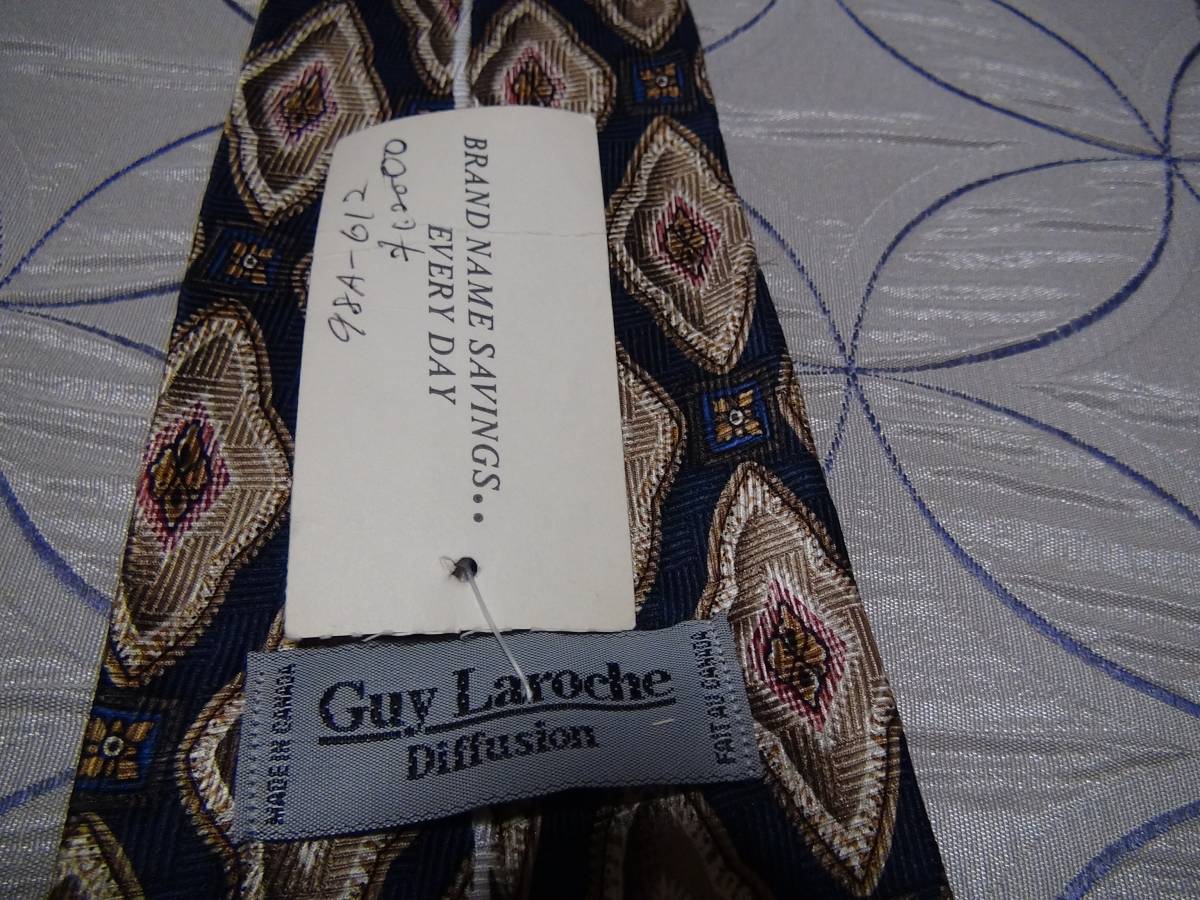 BRAND NAME SAVINGS..
EVERY DAY
98A-612
Guy Laroche
Diffusion
MADE IN CANADA
FAIT AU CANADA